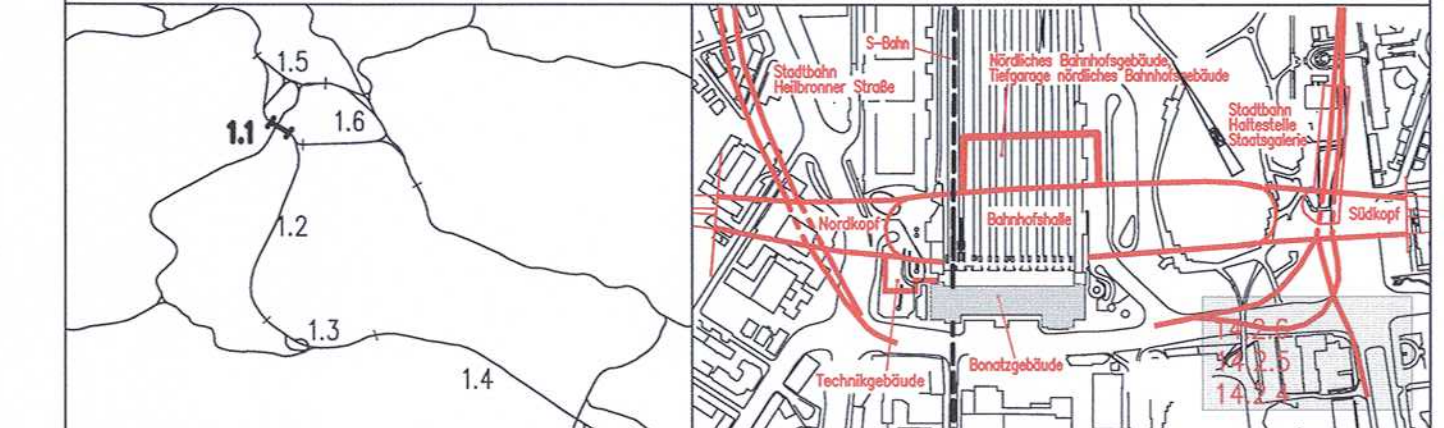 1.5
1.6
1.1
1.2
1.3
1.4
S-Bahn
Stadtbahn
Heilbronner Straße
Nördliches Bahnhofsgebäude,
Tiefgarage nördliches Bahnhofsgebäude
Stadtbahn
Haltestelle
Staatsgalerie
Nordkopf
Bahnhofshalle
Südkopf
Technikgebäude
Bonatzgebäude
14.2.6
14.2.5
14.2.4